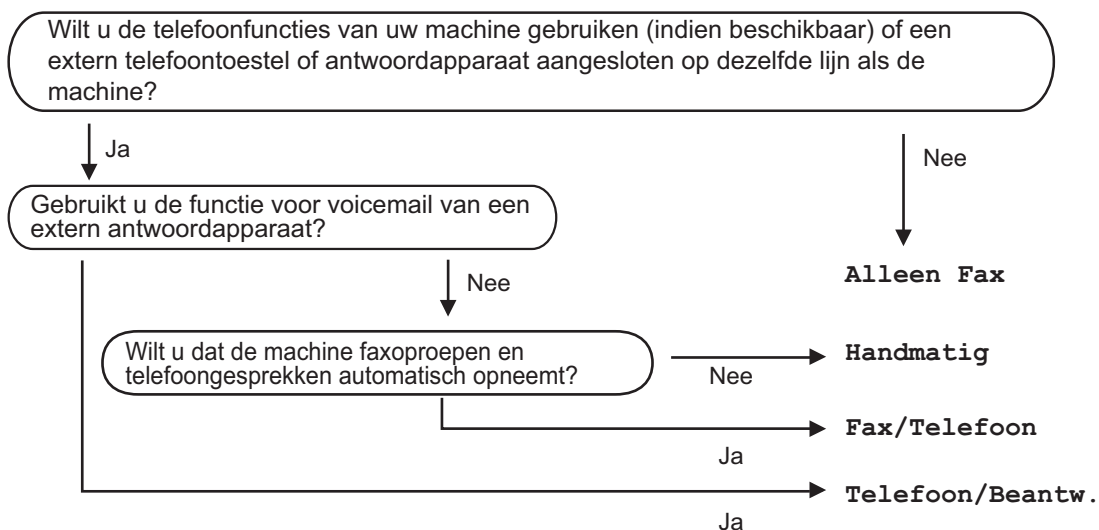 Wilt u de telefoonfuncties van uw machine gebruiken (indien beschikbaar) of een
extern telefoontoestel of antwoordapparaat aangesloten op dezelfde lijn als de
machine?
Ja
Nee
Gebruikt u de functie voor voicemail van een
extern antwoordapparaat?
Alleen Fax
Nee
Wilt u dat de machine faxoproepen en
telefoongesprekken automatisch opneemt?
Handmatig
Nee
Fax/Telefoon
Ja
Telefoon/Beantw.
Ja